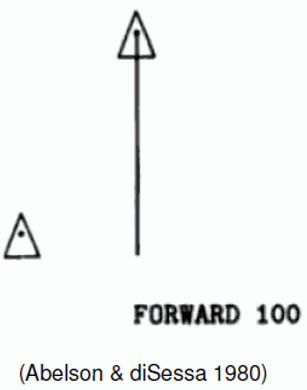 FORWARD 100
(Abelson & diSessa 1980)